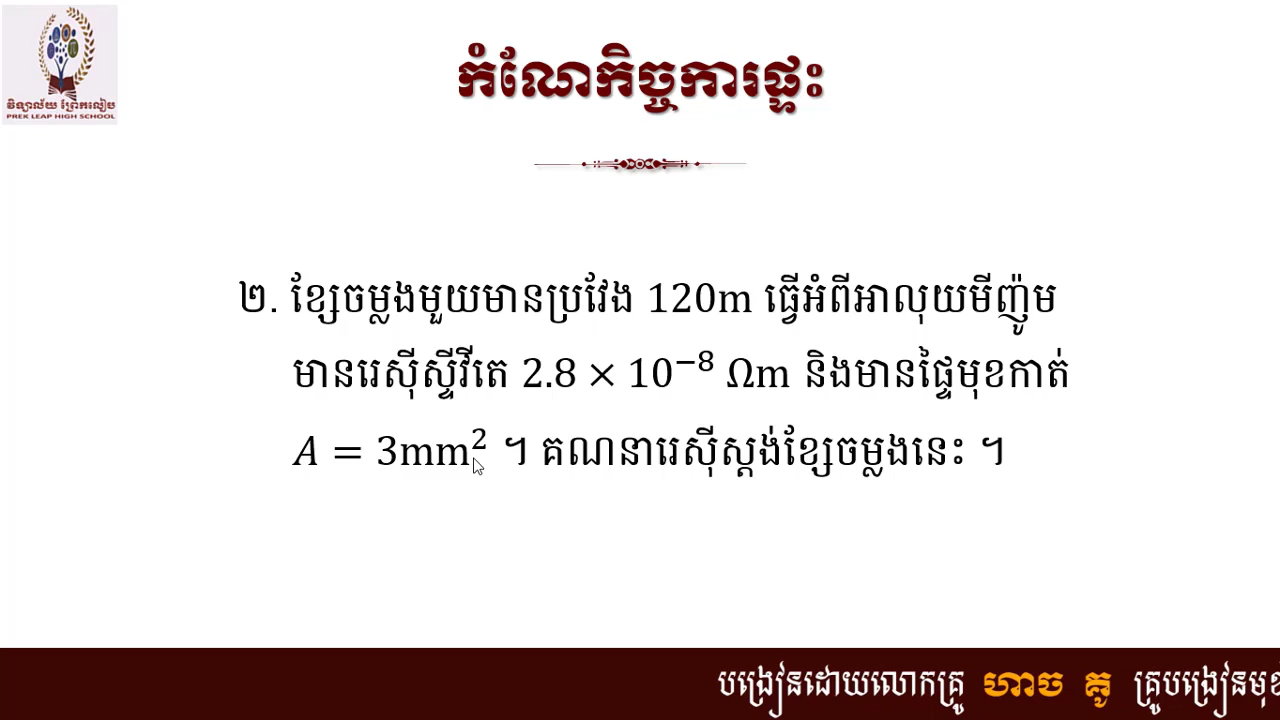 វិទ្យាល័យ ព្រែកលៀប
PREK LEAP HIGH SCHOOL
កំណែកិច្ចការផ្ទះ
២. ខ្សែចម្លងមួយមានប្រវែង 120m ធ្វើអំពីអាលុយមីញ៉ូម
មានរេស៊ីស្ទីវីតេ 2.8 × 10⁻⁸ Ωm និងមានផ្ទៃមុខកាត់
A = 3mm² ។ គណនារេស៊ីស្តង់ខ្សែចម្លងនេះ ។
បង្រៀនដោយលោកគ្រូ ហាច គូ គ្រូបង្រៀនមុខ